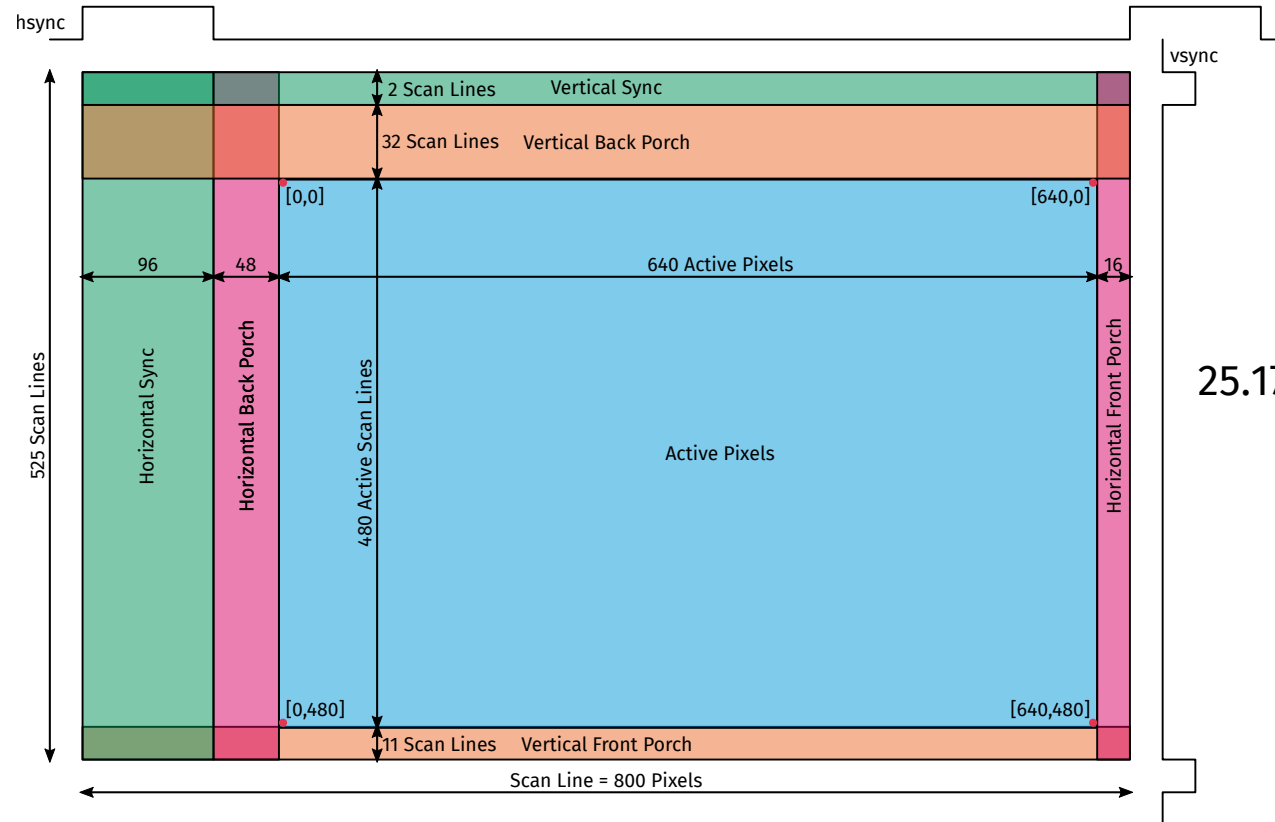 hsync
vsync
2 Scan Lines
Vertical Sync
32 Scan Lines
Vertical Back Porch
[0,0]
[640,0]
96
48
640 Active Pixels
16
525 Scan Lines
Horizontal Sync
Horizontal Back Porch
480 Active Scan Lines
Active Pixels
Horizontal Front Porch
25.17
[0,480]
[640,480]
11 Scan Lines
Vertical Front Porch
Scan Line = 800 Pixels